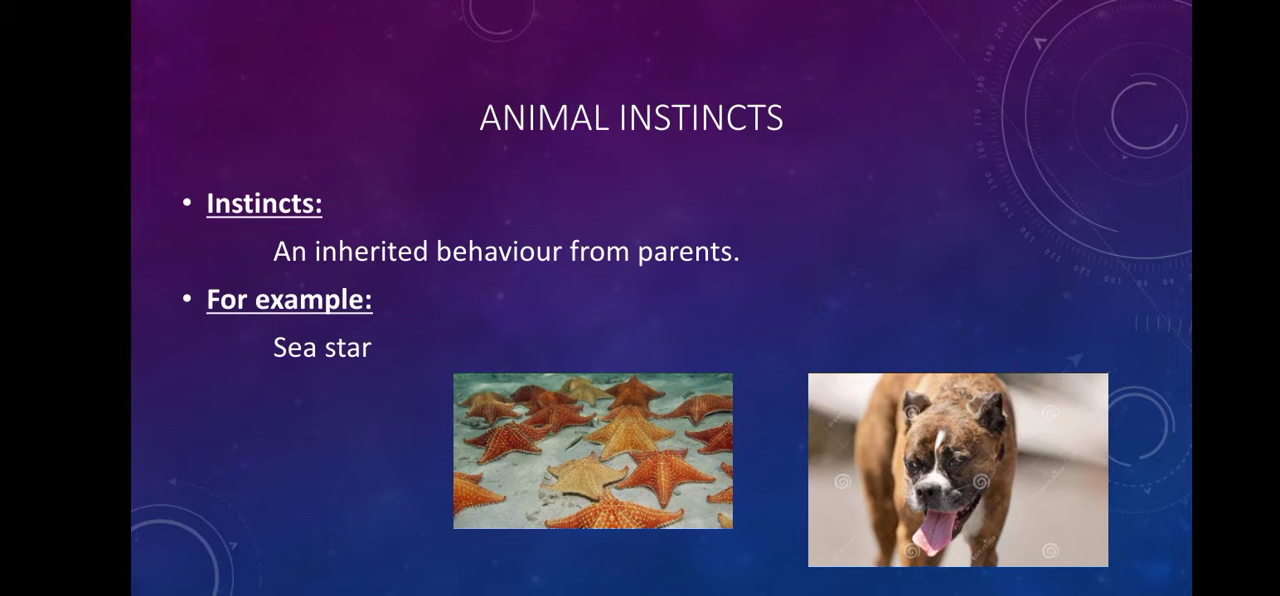 ANIMAL INSTINCTS
• Instincts:
An inherited behaviour from parents.
• For example:
Sea star